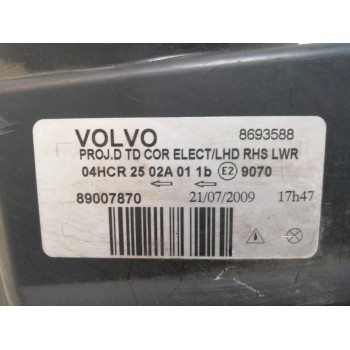 VOLVO 8693588
PROJ.D TD COR ELECT/LHD RHS LWR
04HCR 25 02A 01 1b E2 9070
89007870 21/07/2009 17h47